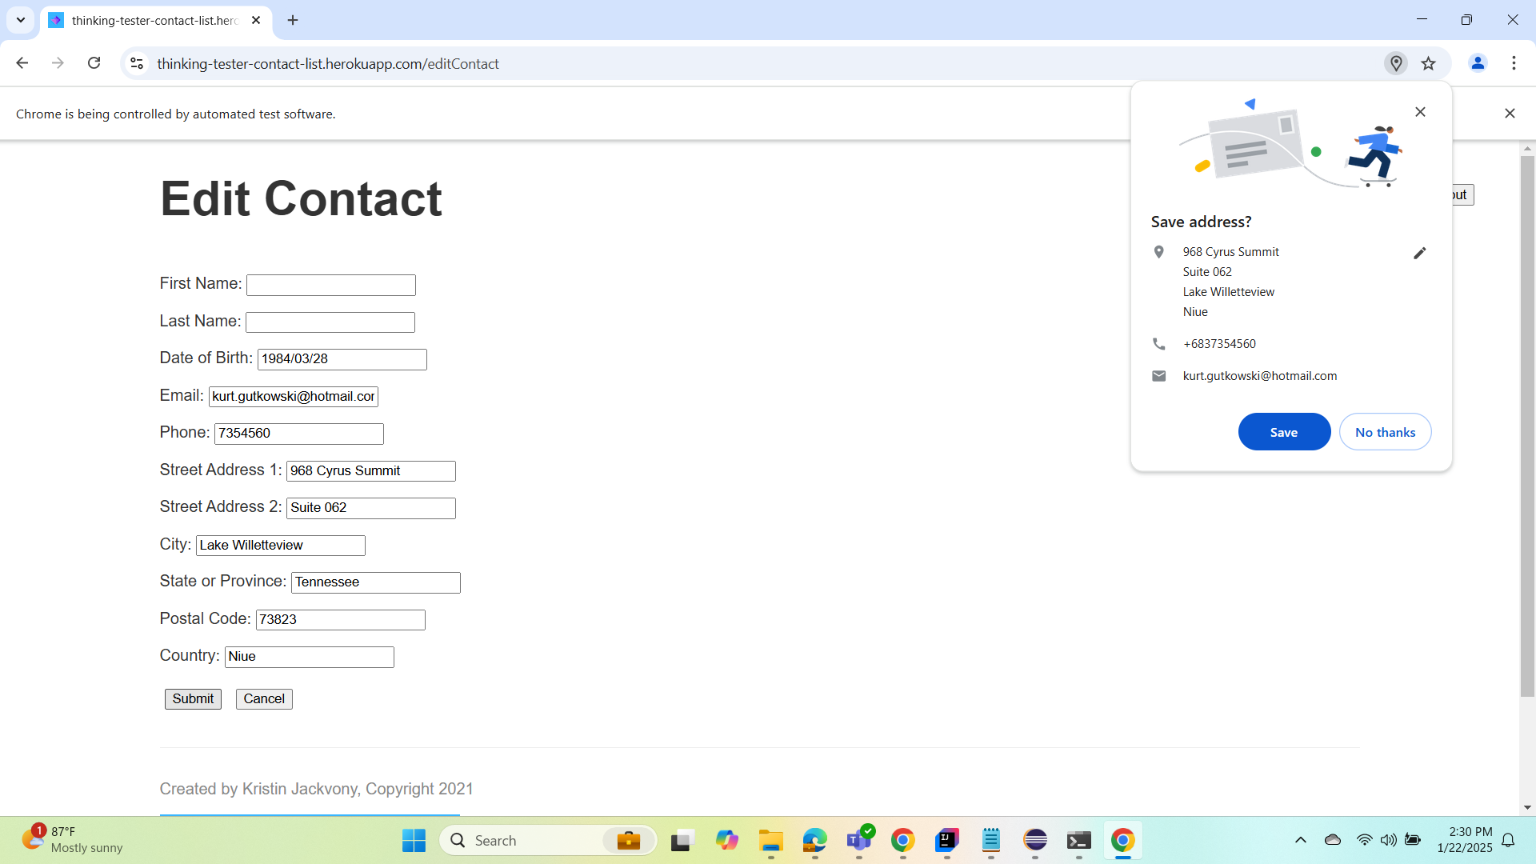 thinking-tester-contact-list.herc
thinking-tester-contact-list.herokuapp.com/editContact
Chrome is being controlled by automated test software.
Edit Contact
out
First Name:
Last Name:
Date of Birth: 1984/03/28
Email: kurt.gutkowski@hotmail.cor
Phone: 7354560
Street Address 1: 968 Cyrus Summit
Street Address 2: Suite 062
City: Lake Willetteview
State or Province: Tennessee
Postal Code: 73823
Country: Niue
Submit Cancel
Created by Kristin Jackvony, Copyright 2021
Save address?
968 Cyrus Summit
Suite 062
Lake Willetteview
Niue
+6837354560
kurt.gutkowski@hotmail.com
Save No thanks
1
87°F
Mostly sunny
Search
2:30 PM
1/22/2025